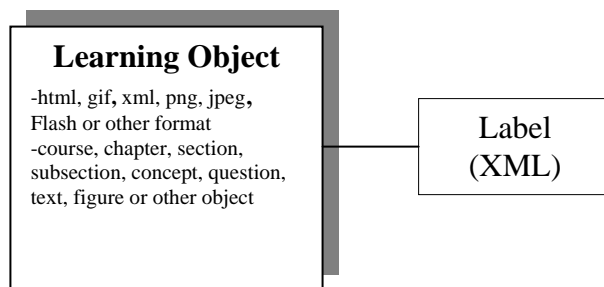 Learning Object
-html, gif, xml, png, jpeg,
Flash or other format
-course, chapter, section,
subsection, concept, question,
text, figure or other object
Label
(XML)